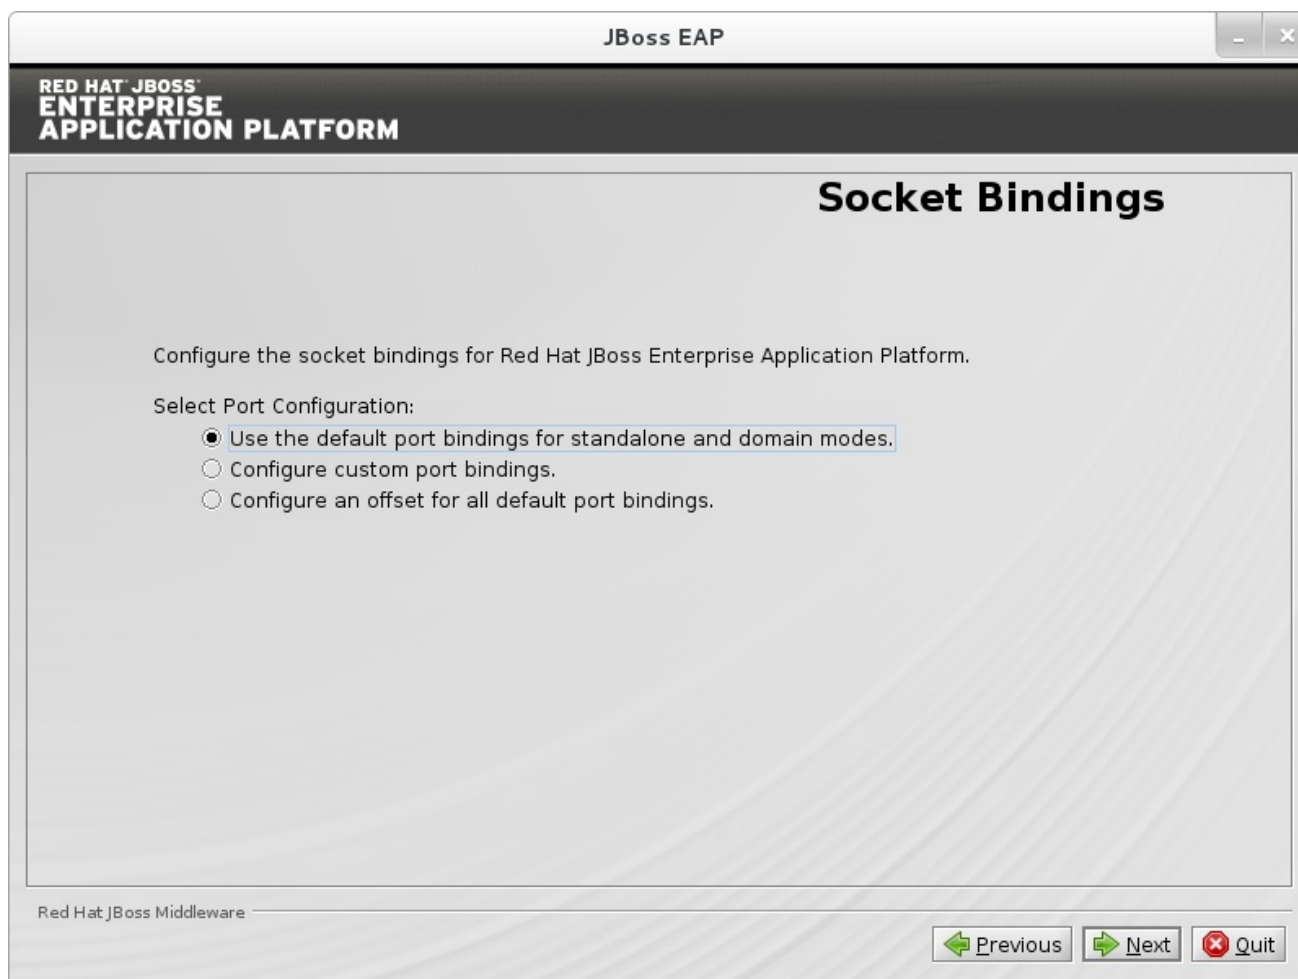 JBoss EAP
RED HAT JBOSS
ENTERPRISE
APPLICATION PLATFORM
Socket Bindings
Configure the socket bindings for Red Hat JBoss Enterprise Application Platform.
Select Port Configuration:
Use the default port bindings for standalone and domain modes.
Configure custom port bindings.
Configure an offset for all default port bindings.
Red Hat JBoss Middleware
Previous Next Quit